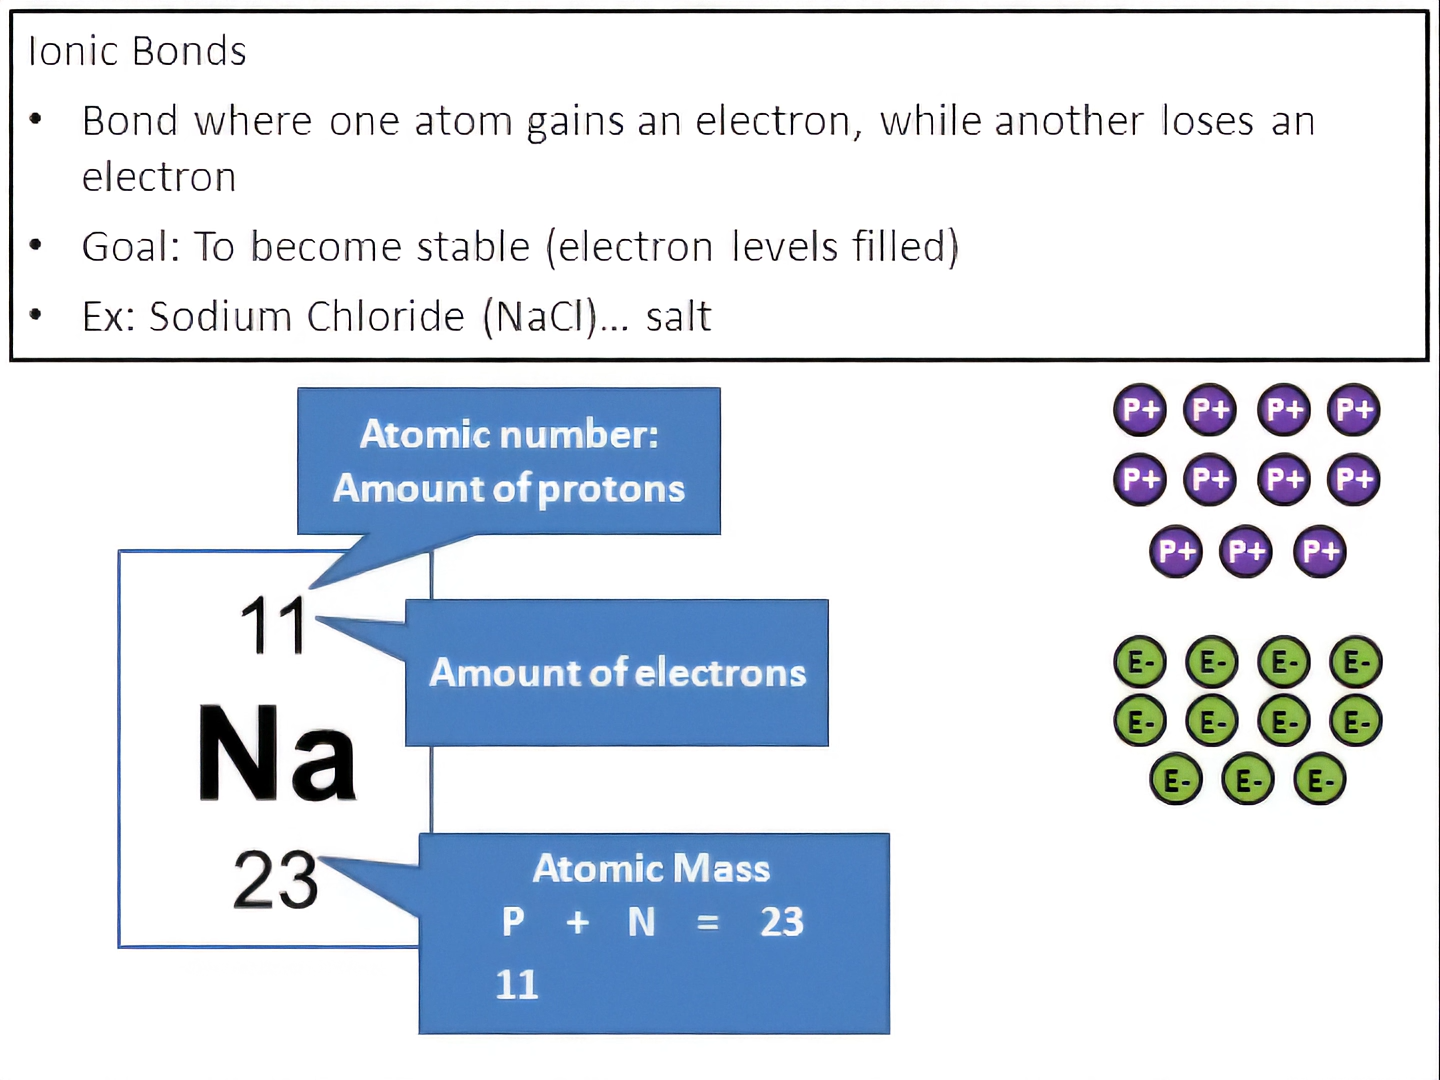 Ionic Bonds
• Bond where one atom gains an electron, while another loses an
electron
• Goal: To become stable (electron levels filled)
• Ex: Sodium Chloride (NaCl)... salt
Atomic number:
Amount of protons
11
Amount of electrons
Na
23
Atomic Mass
P + N = 23
11
P+ P+ P+ P+
P+ P+ P+ P+
P+ P+ P+
E- E- E- E-
E- E- E- E-
E- E- E-